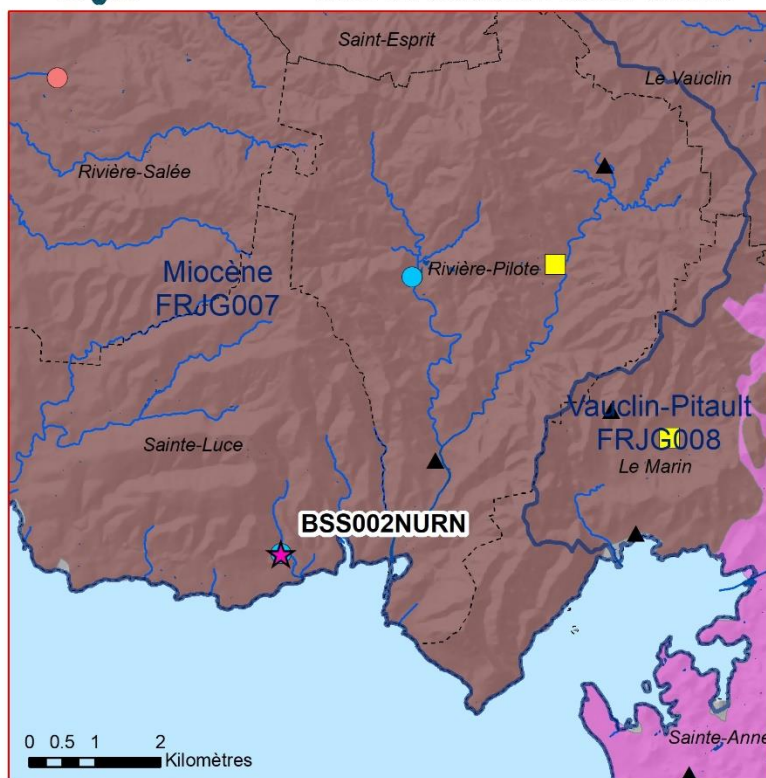 Saint-Esprit
Le Vauclin
Rivière-Salée
Miocène
FRJG007
Rivière-Pilote
Vauclin-Pitault
FRJG008
Le Marin
Sainte-Luce
BSS002NURN
Sainte-Anne
0 0.5 1 2
Kilomètres